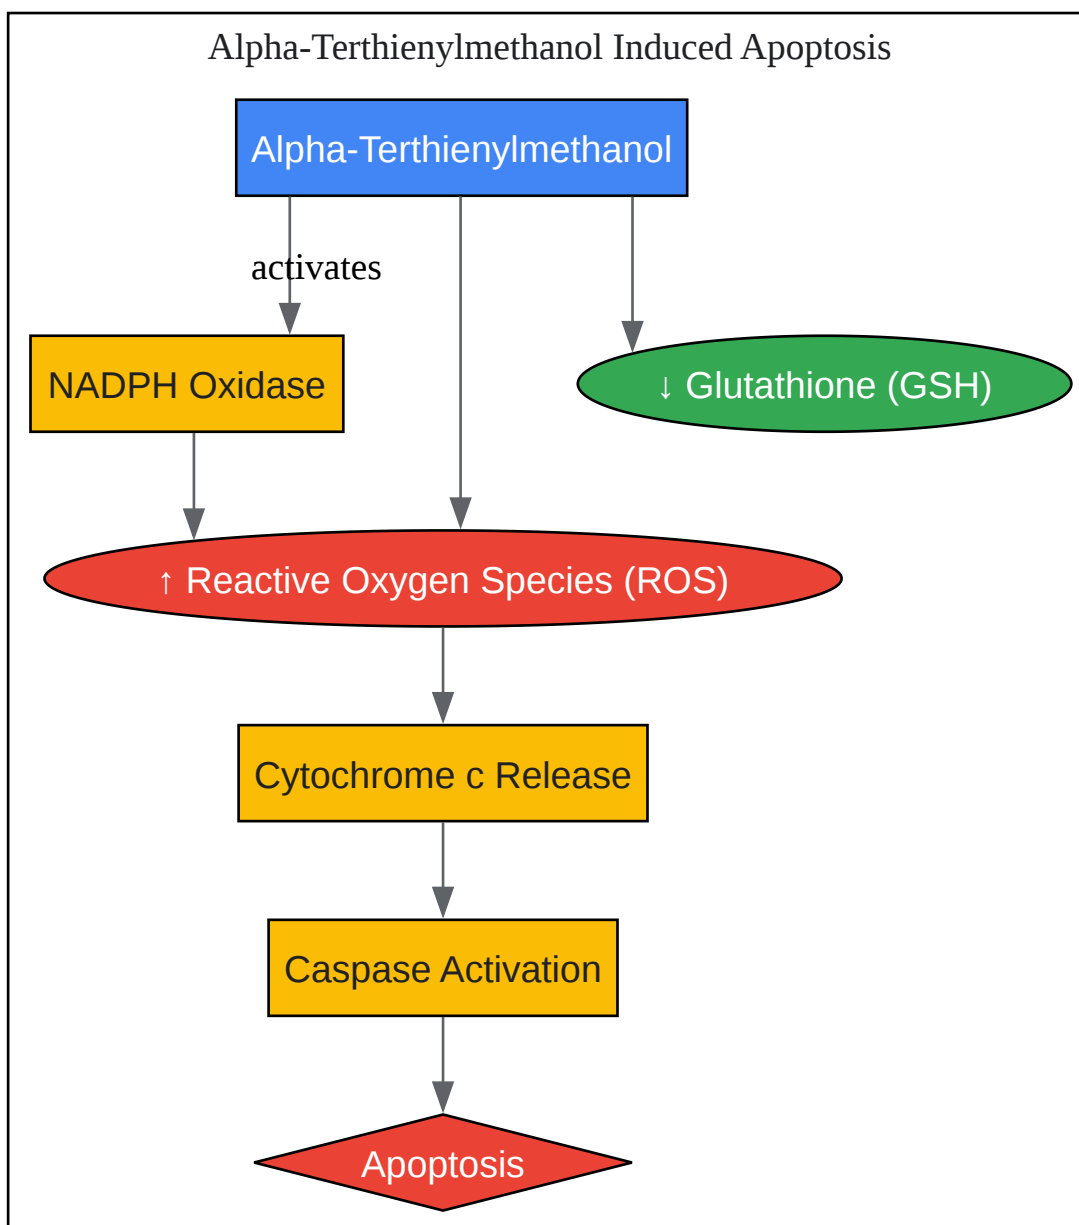 Alpha-Terthienylmethanol Induced Apoptosis
Alpha-Terthienylmethanol
activates
NADPH Oxidase
↓ Glutathione (GSH)
↑ Reactive Oxygen Species (ROS)
Cytochrome c Release
Caspase Activation
Apoptosis